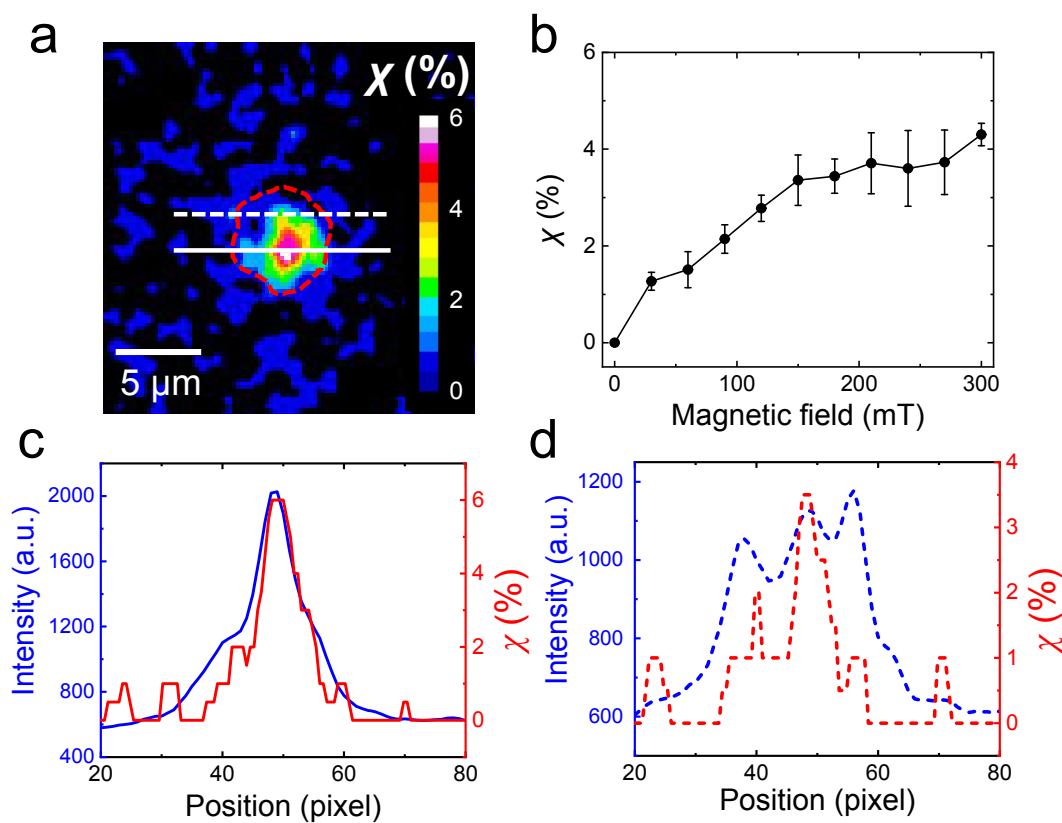 a
χ (%)
6
4
2
0
5 µm
b
χ (%)
6
4
2
0
0 100 200 300
Magnetic field (mT)
c
Intensity (a.u.)
2000
1600
1200
800
400
6
4
2
0
χ (%)
20 40 60 80
Position (pixel)
d
Intensity (a.u.)
1200
1000
800
600
4
3
2
1
0
χ (%)
20 40 60 80
Position (pixel)